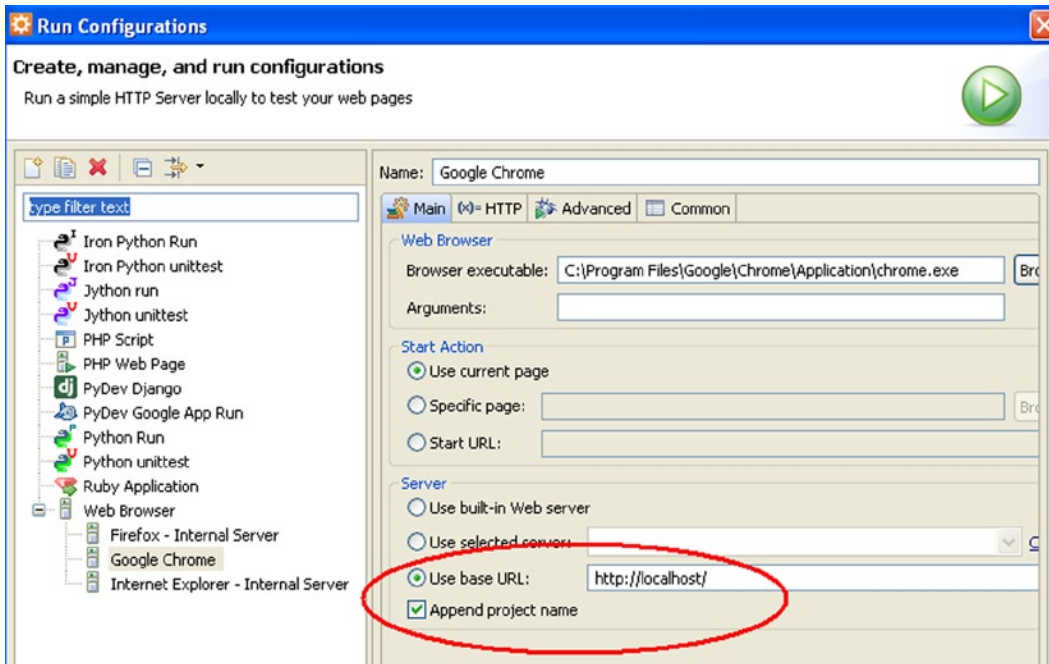 Run Configurations
Create, manage, and run configurations
Run a simple HTTP Server locally to test your web pages
type filter text
Iron Python Run
Iron Python unittest
Jython run
Jython unittest
PHP Script
PHP Web Page
PyDev Django
PyDev Google App Run
Python Run
Python unittest
Ruby Application
Web Browser
Firefox - Internal Server
Google Chrome
Internet Explorer - Internal Server
Name: Google Chrome
Main (x)= HTTP Advanced Common
Web Browser
Browser executable: C:\Program Files\Google\Chrome\Application\chrome.exe
Arguments:
Start Action
Use current page
Specific page:
Start URL:
Server
Use built-in Web server
Use selected server:
Use base URL: http://localhost/
Append project name